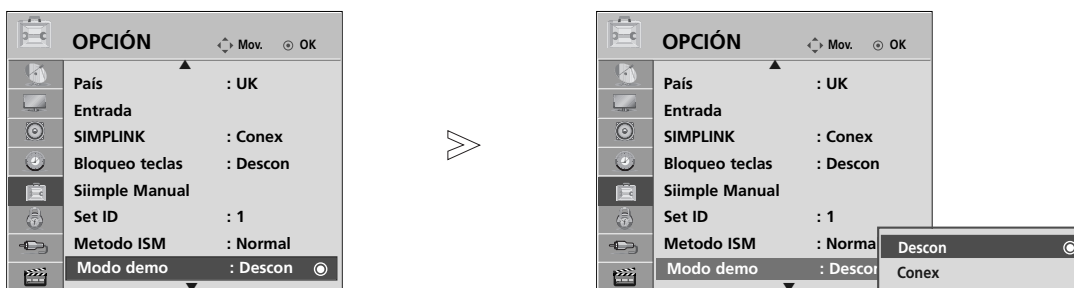 OPCIÓN Mov. OK
País : UK
Entrada
SIMPLINK : Conex
Bloqueo teclas : Descon
Siimple Manual
Set ID : 1
Metodo ISM : Normal
Modo demo : Descon
OPCIÓN Mov. OK
País : UK
Entrada
SIMPLINK : Conex
Bloqueo teclas : Descon
Siimple Manual
Set ID : 1
Metodo ISM : Norma
Modo demo : Descon
Descon
Conex